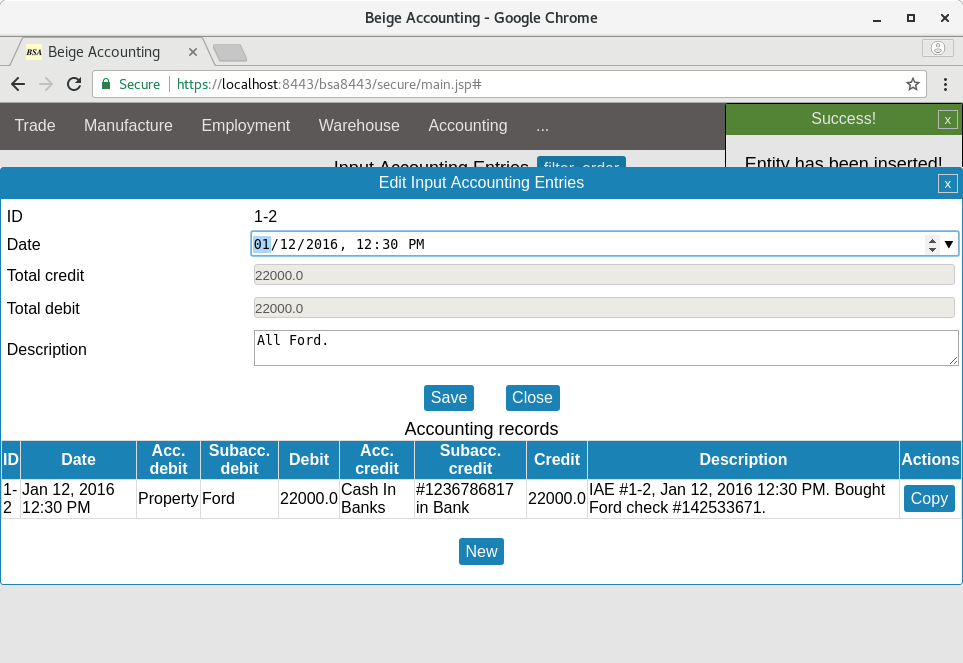 Beige Accounting - Google Chrome
BSA Beige Accounting
Secure https://localhost:8443/bsa8443/secure/main.jsp#
Trade Manufacture Employment Warehouse Accounting ...
Success! x
Entity has been inserted!
Input Accounting Entries filter, order
Edit Input Accounting Entries x
ID 1-2
Date 01/12/2016, 12:30 PM
Total credit 22000.0
Total debit 22000.0
Description All Ford.
Save Close
Accounting records
ID Date Acc. debit Subacc. debit Debit Acc. credit Subacc. credit Credit Description Actions
1-2 Jan 12, 2016 12:30 PM Property Ford 22000.0 Cash In Banks #1236786817 in Bank 22000.0 IAE #1-2, Jan 12, 2016 12:30 PM. Bought Ford check #142533671. Copy
New